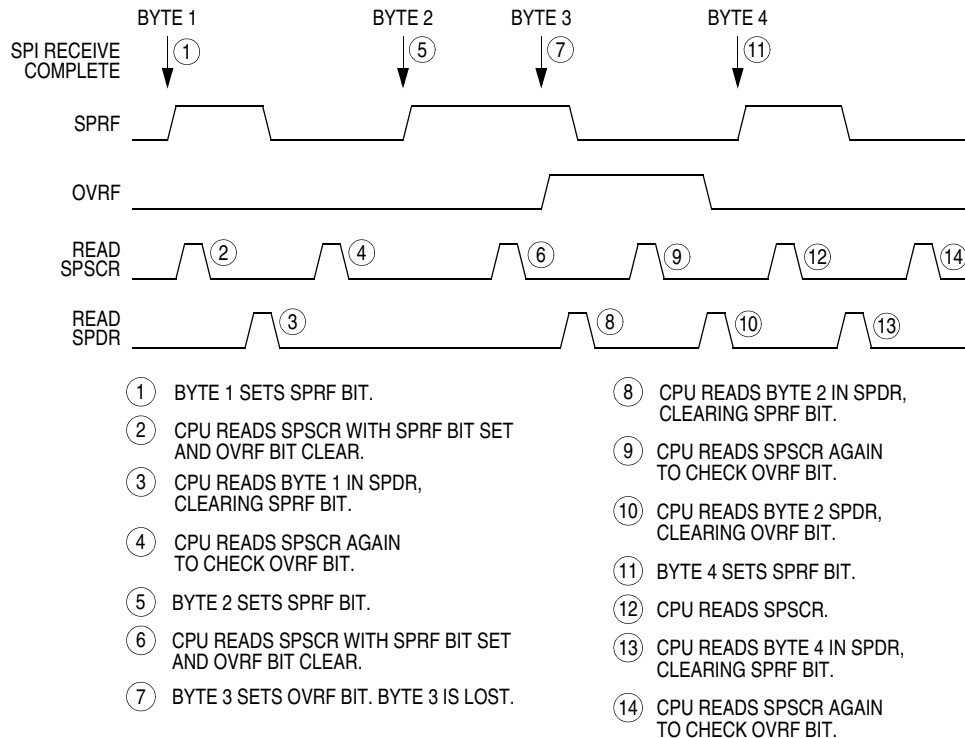 BYTE 1 BYTE 2 BYTE 3 BYTE 4
SPI RECEIVE
COMPLETE
1 5 7 11
SPRF
OVRF
READ
SPSCR
2 4 6 9 12 14
READ
SPDR
3 8 10 13
1 BYTE 1 SETS SPRF BIT.
2 CPU READS SPSCR WITH SPRF BIT SET
AND OVRF BIT CLEAR.
3 CPU READS BYTE 1 IN SPDR,
CLEARING SPRF BIT.
4 CPU READS SPSCR AGAIN
TO CHECK OVRF BIT.
5 BYTE 2 SETS SPRF BIT.
6 CPU READS SPSCR WITH SPRF BIT SET
AND OVRF BIT CLEAR.
7 BYTE 3 SETS OVRF BIT. BYTE 3 IS LOST.
8 CPU READS BYTE 2 IN SPDR,
CLEARING SPRF BIT.
9 CPU READS SPSCR AGAIN
TO CHECK OVRF BIT.
10 CPU READS BYTE 2 SPDR,
CLEARING OVRF BIT.
11 BYTE 4 SETS SPRF BIT.
12 CPU READS SPSCR.
13 CPU READS BYTE 4 IN SPDR,
CLEARING SPRF BIT.
14 CPU READS SPSCR AGAIN
TO CHECK OVRF BIT.